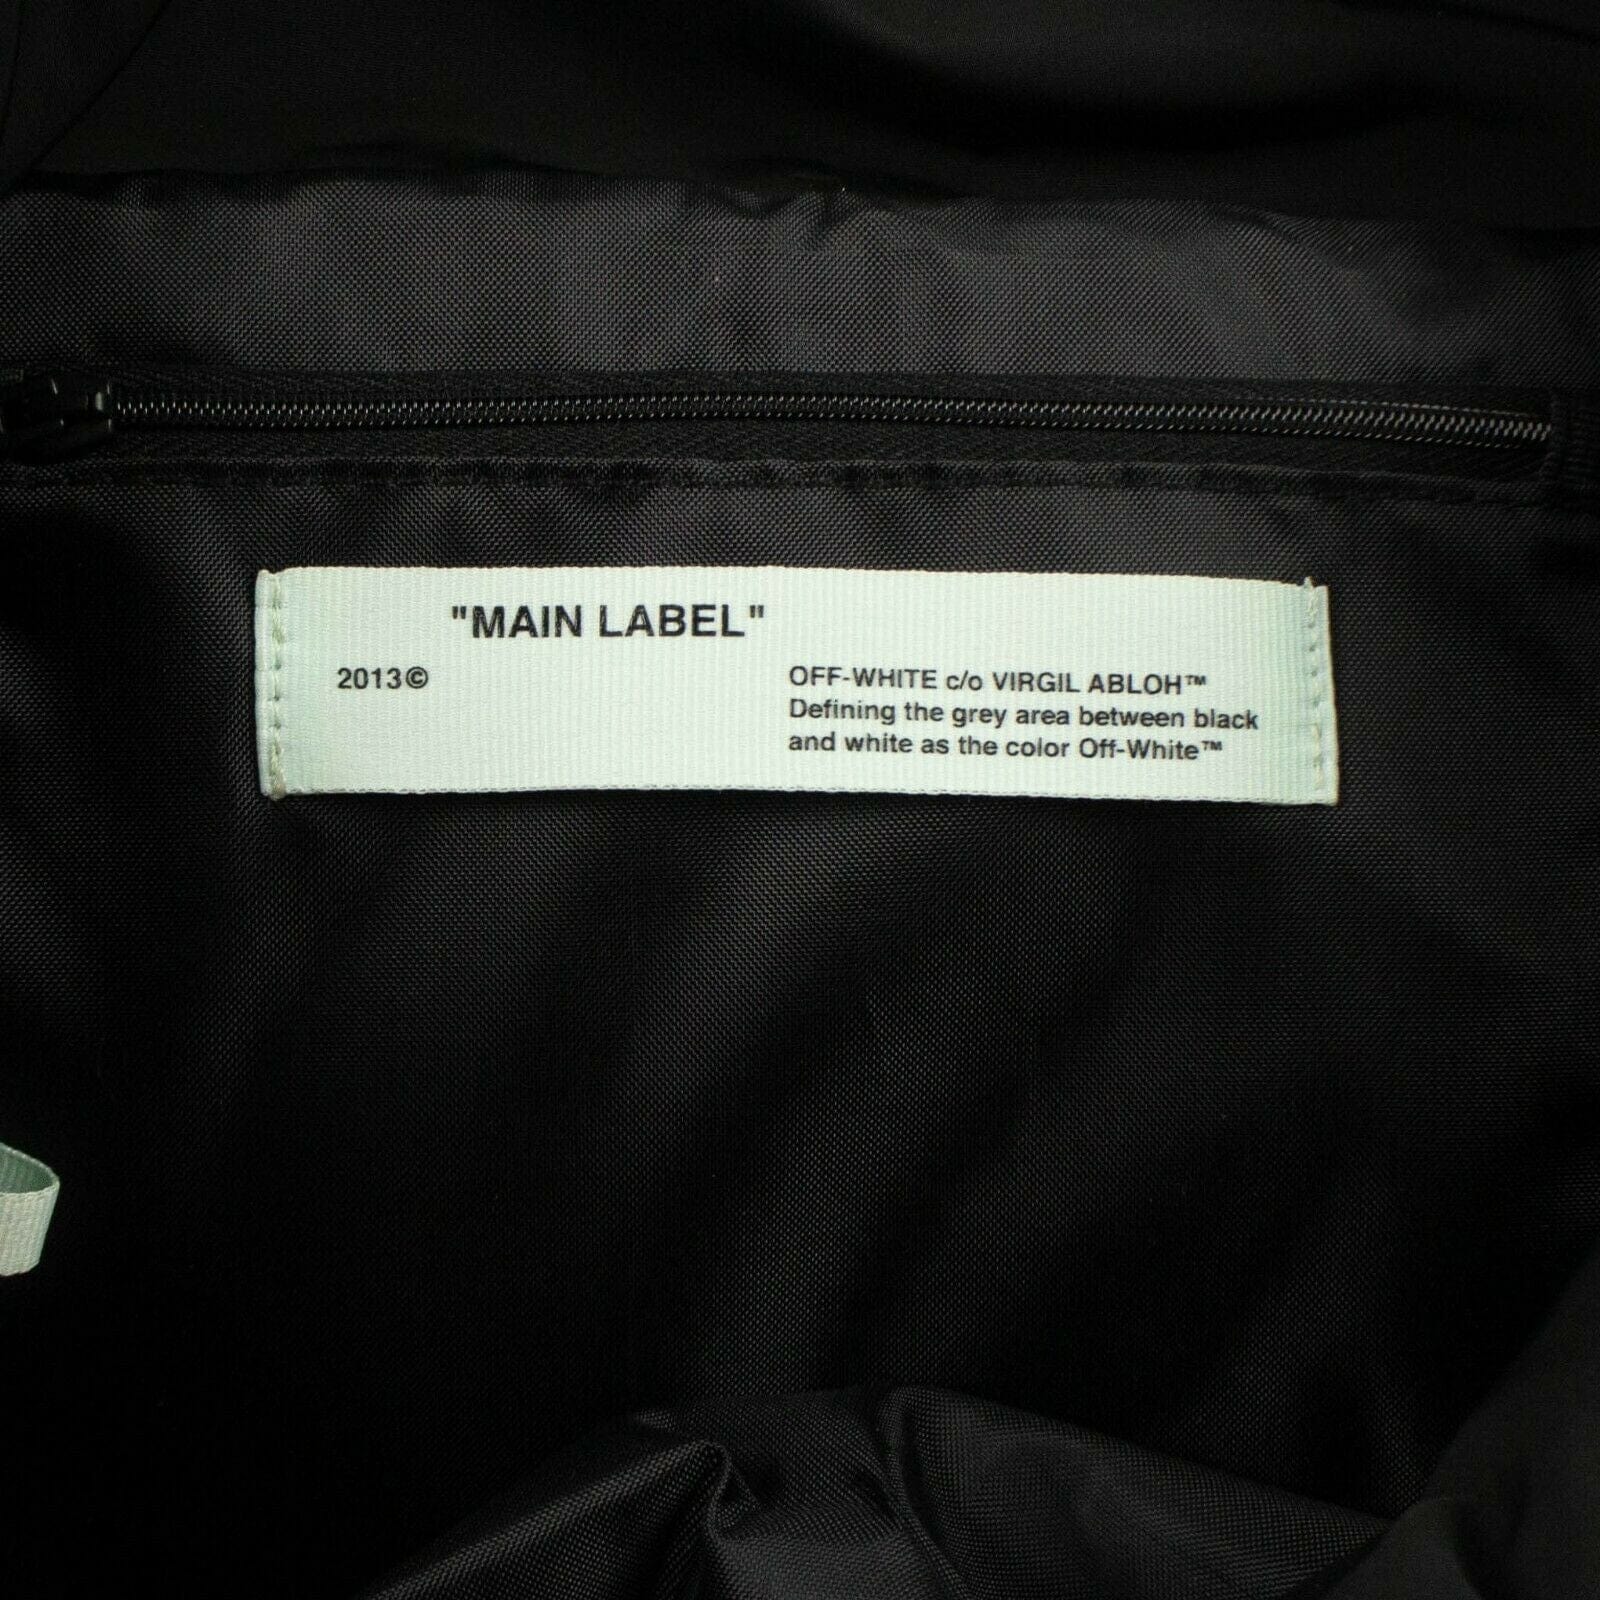 "MAIN LABEL"
2013©
OFF-WHITE c/o VIRGIL ABLOH™
Defining the grey area between black
and white as the color Off-White™